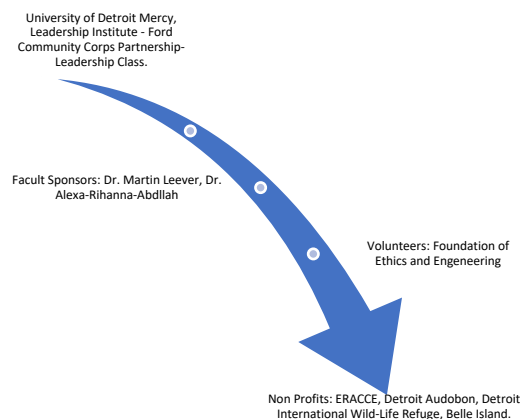 University of Detroit Mercy,
Leadership Institute - Ford
Community Corps Partnership-
Leadership Class.
Facult Sponsors: Dr. Martin Leever, Dr.
Alexa-Rihanna-Abdllah
Volunteers: Foundation of
Ethics and Engeneering
Non Profits: ERACCE, Detroit Audobon, Detroit
International Wild-Life Refuge, Belle Island.